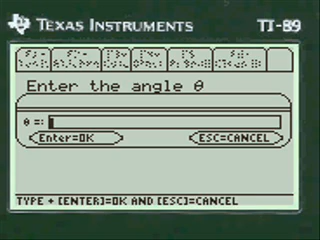 TEXAS INSTRUMENTS TI-89
Enter the angle θ
θ =:
Enter=OK ESC=CANCEL
TYPE + [ENTER]=OK AND [ESC]=CANCEL